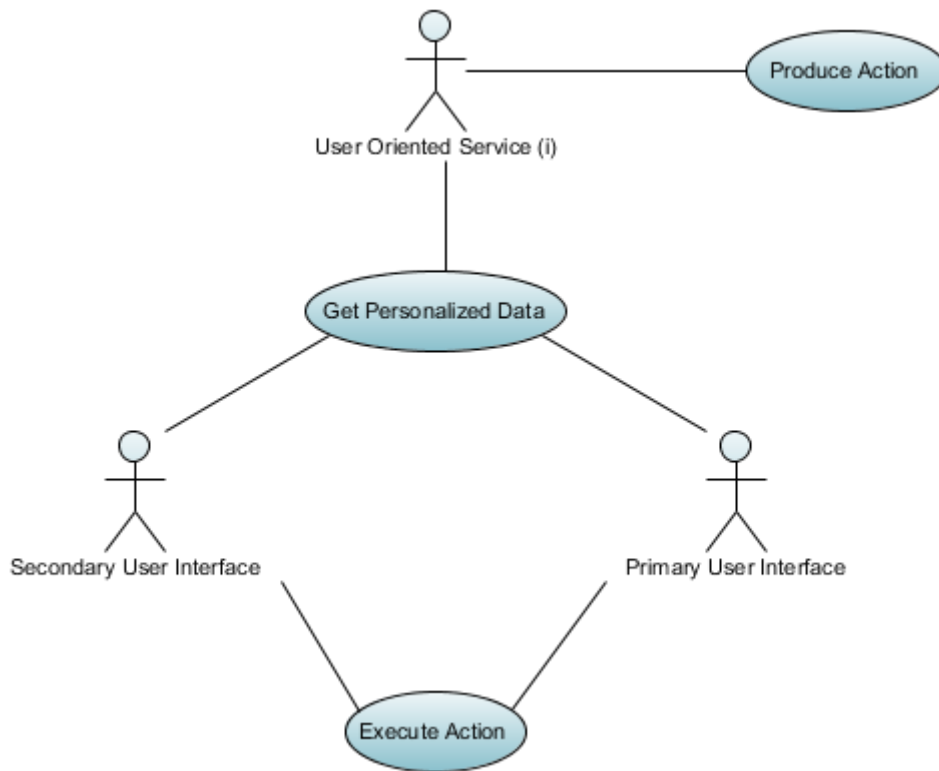 Produce Action
User Oriented Service (i)
Get Personalized Data
Secondary User Interface
Primary User Interface
Execute Action